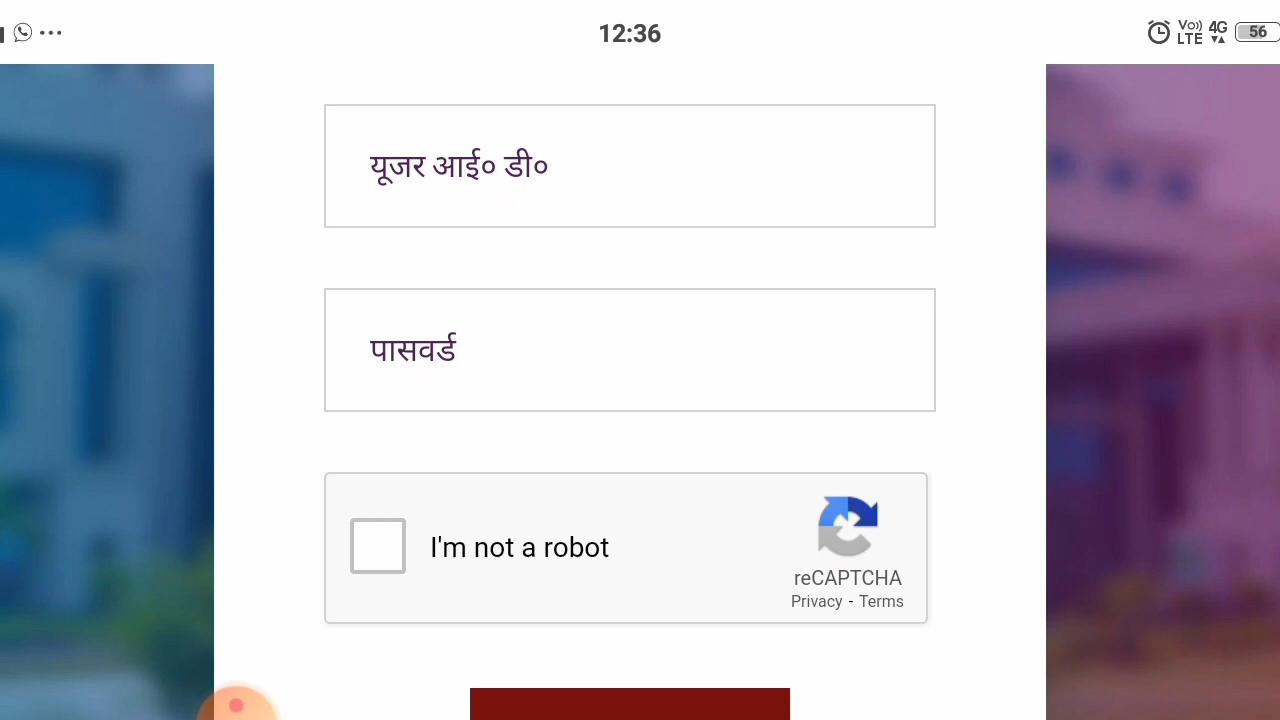 12:36
Vo)) LTE 4G 56
यूजर आई० डी०
पासवर्ड
I'm not a robot
reCAPTCHA
Privacy - Terms